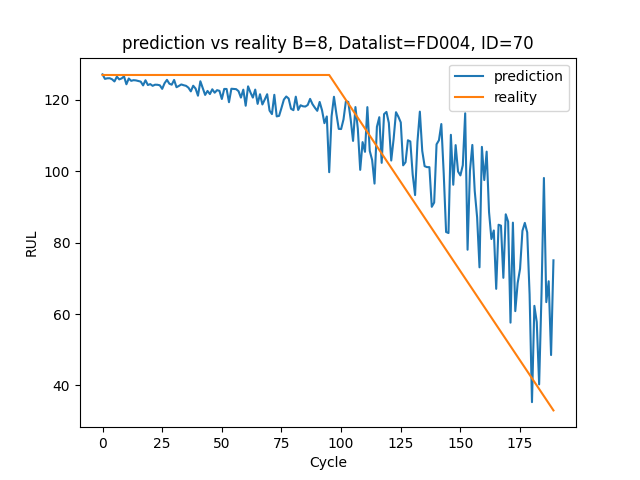 prediction vs reality B=8, Datalist=FD004, ID=70
prediction
reality
RUL
120
100
80
60
40
0 25 50 75 100 125 150 175
Cycle